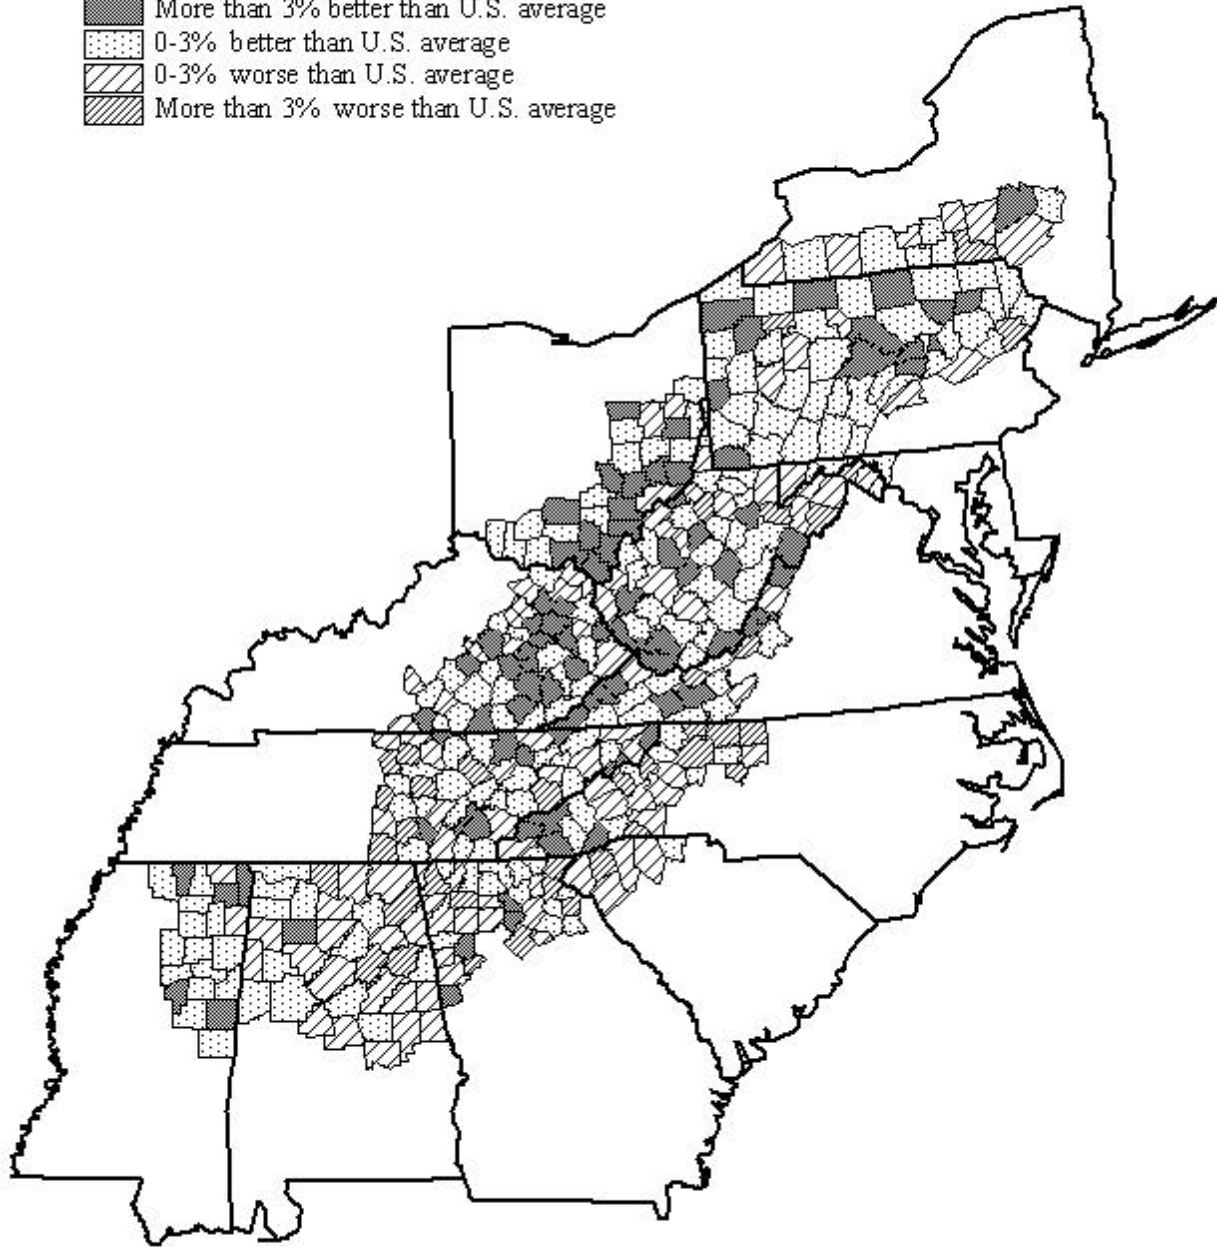 More than 3% better than U.S. average
0-3% better than U.S. average
0-3% worse than U.S. average
More than 3% worse than U.S. average